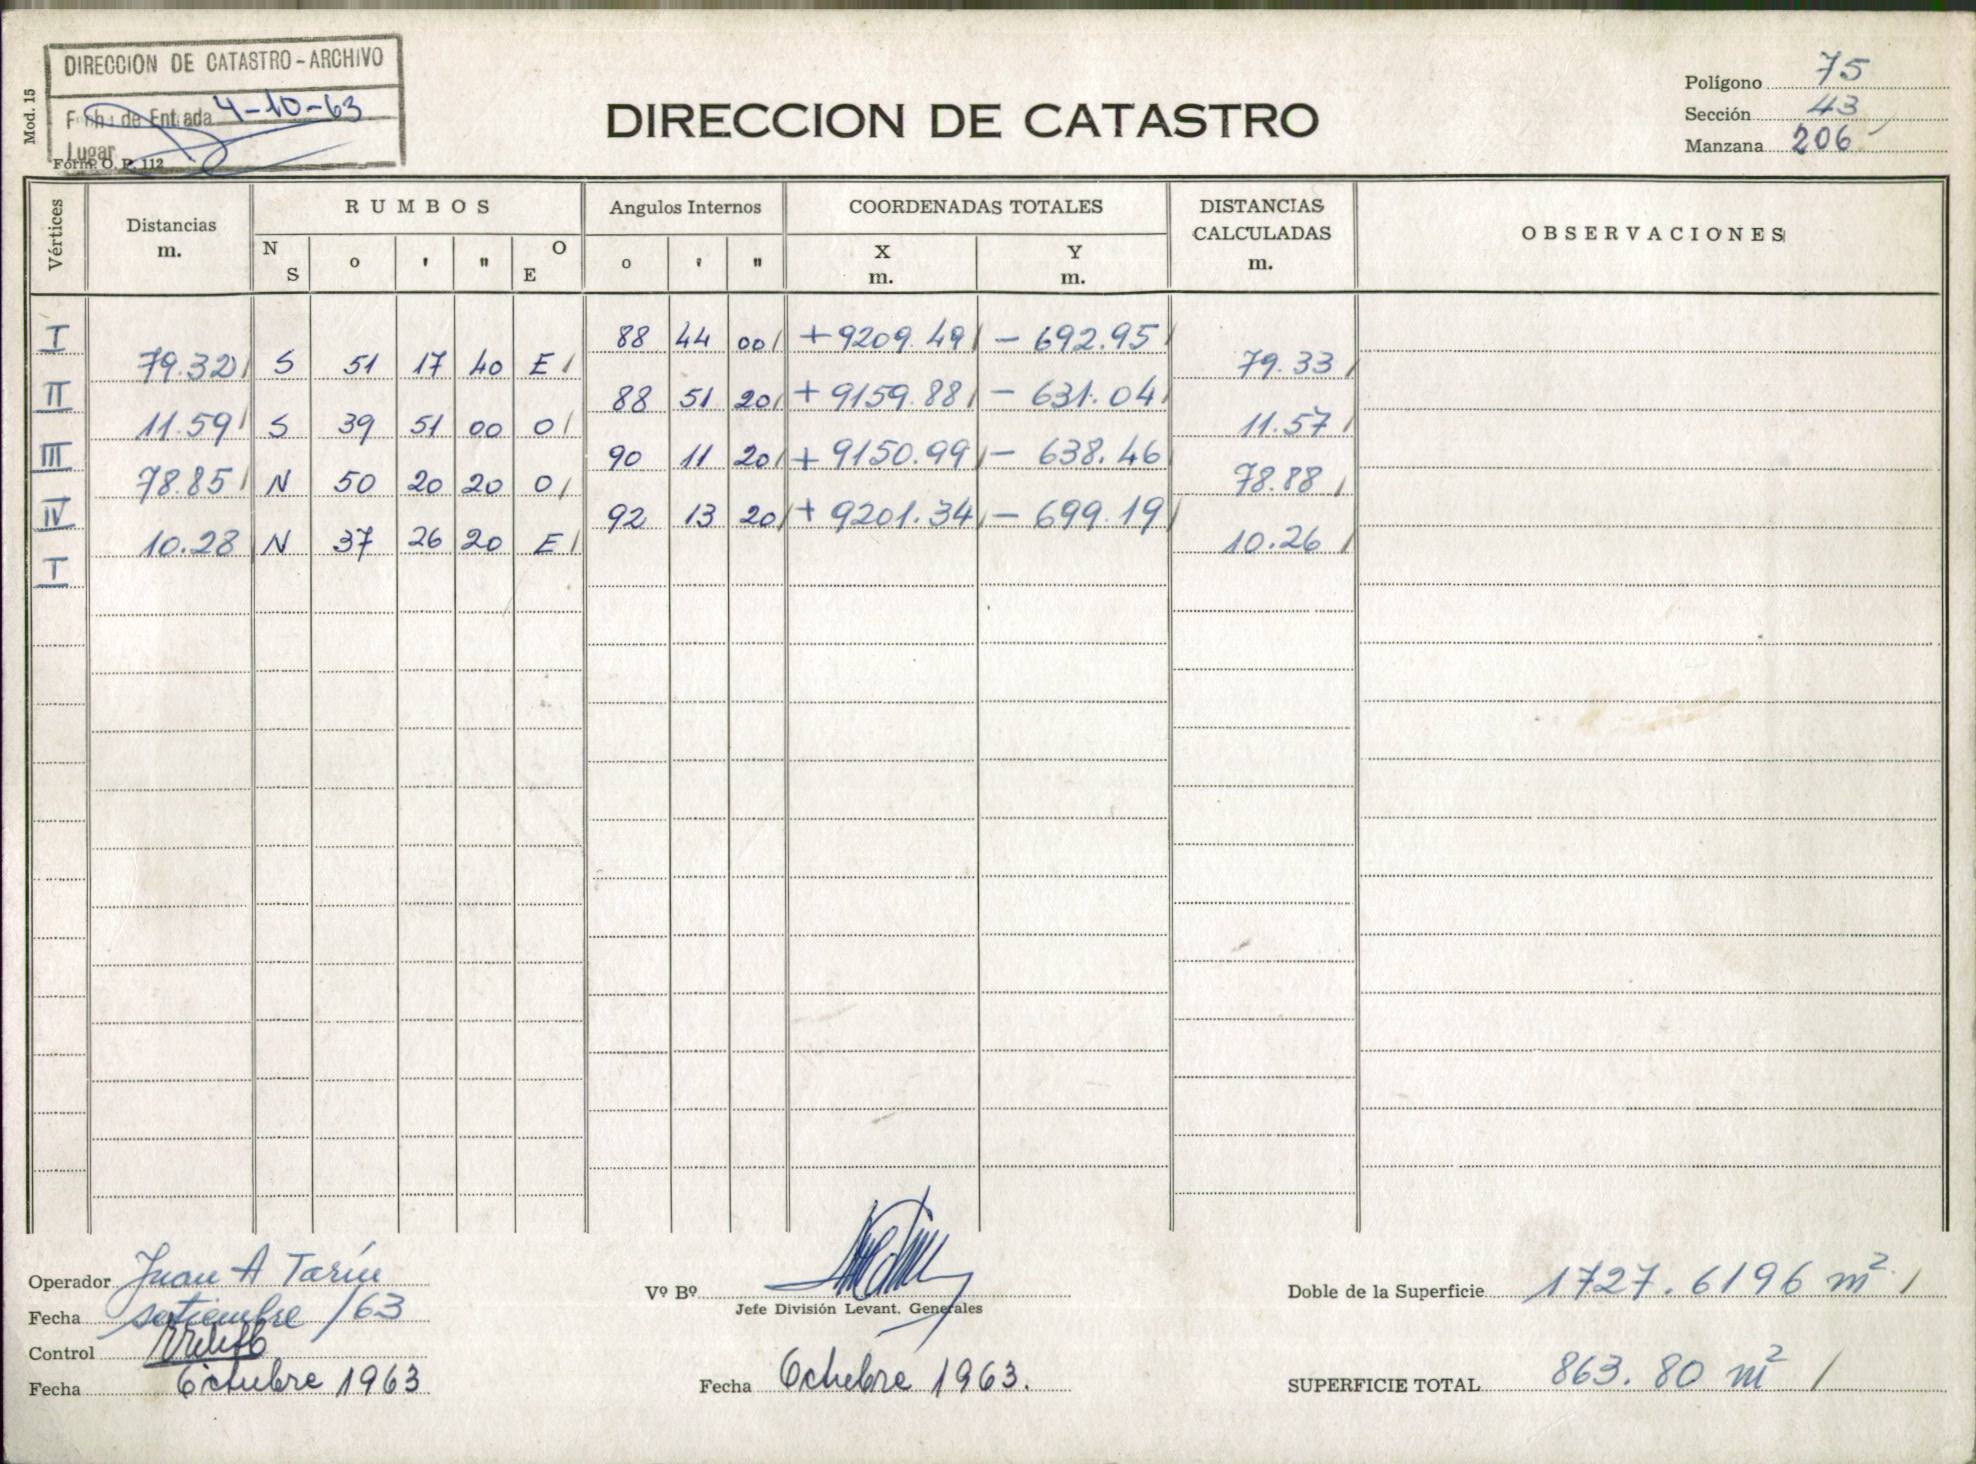 DIRECCION DE CATASTRO - ARCHIVO
Fecha de Entrada 4-10-63
Lugar
Mod. 15
Form. O. P. 112
DIRECCION DE CATASTRO
Polígono 75
Sección 43
Manzana 206
Vértices
Distancias
m.
RUMBOS
N S
o
'
"
O E
Angulos Internos
o ' "
COORDENADAS TOTALES
X
m.
Y
m.
DISTANCIAS
CALCULADAS
m.
OBSERVACIONES
I 88 44 00 +9209.49 - 692.95
79.32 S 51 17 40 E 79.33
II 88 51 20 + 9159.88 - 631.04
11.59 S 39 51 00 O 11.57
III 90 11 20 + 9150.99 - 638.46
78.85 N 50 20 20 O 78.88
IV 92 13 20 + 9201.34 - 699.19
10.28 N 37 26 20 E 10.26
I
Operador Juan A Tarín
Fecha setiembre /63
Control
Fecha Octubre 1963
Vº Bº
Jefe División Levant. Generales
Fecha Octubre 1963.
Doble de la Superficie 1727.6196 m²
SUPERFICIE TOTAL 863.80 m²